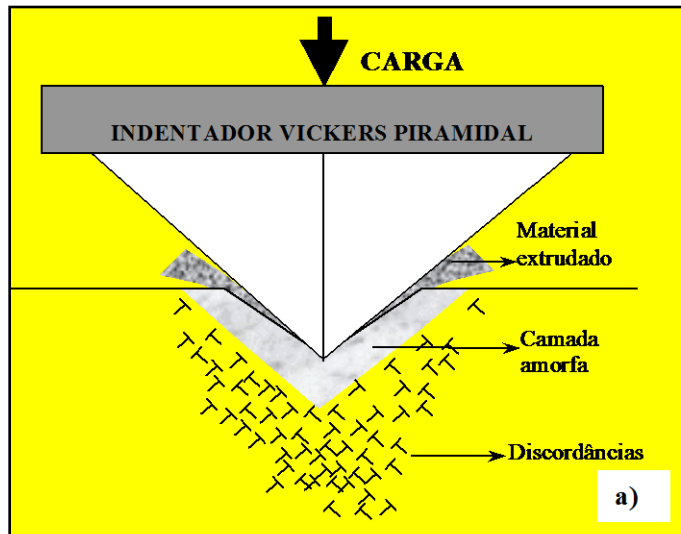 CARGA
INDENTADOR VICKERS PIRAMIDAL
Material
extrudado
Camada
amorfa
Discordâncias
a)